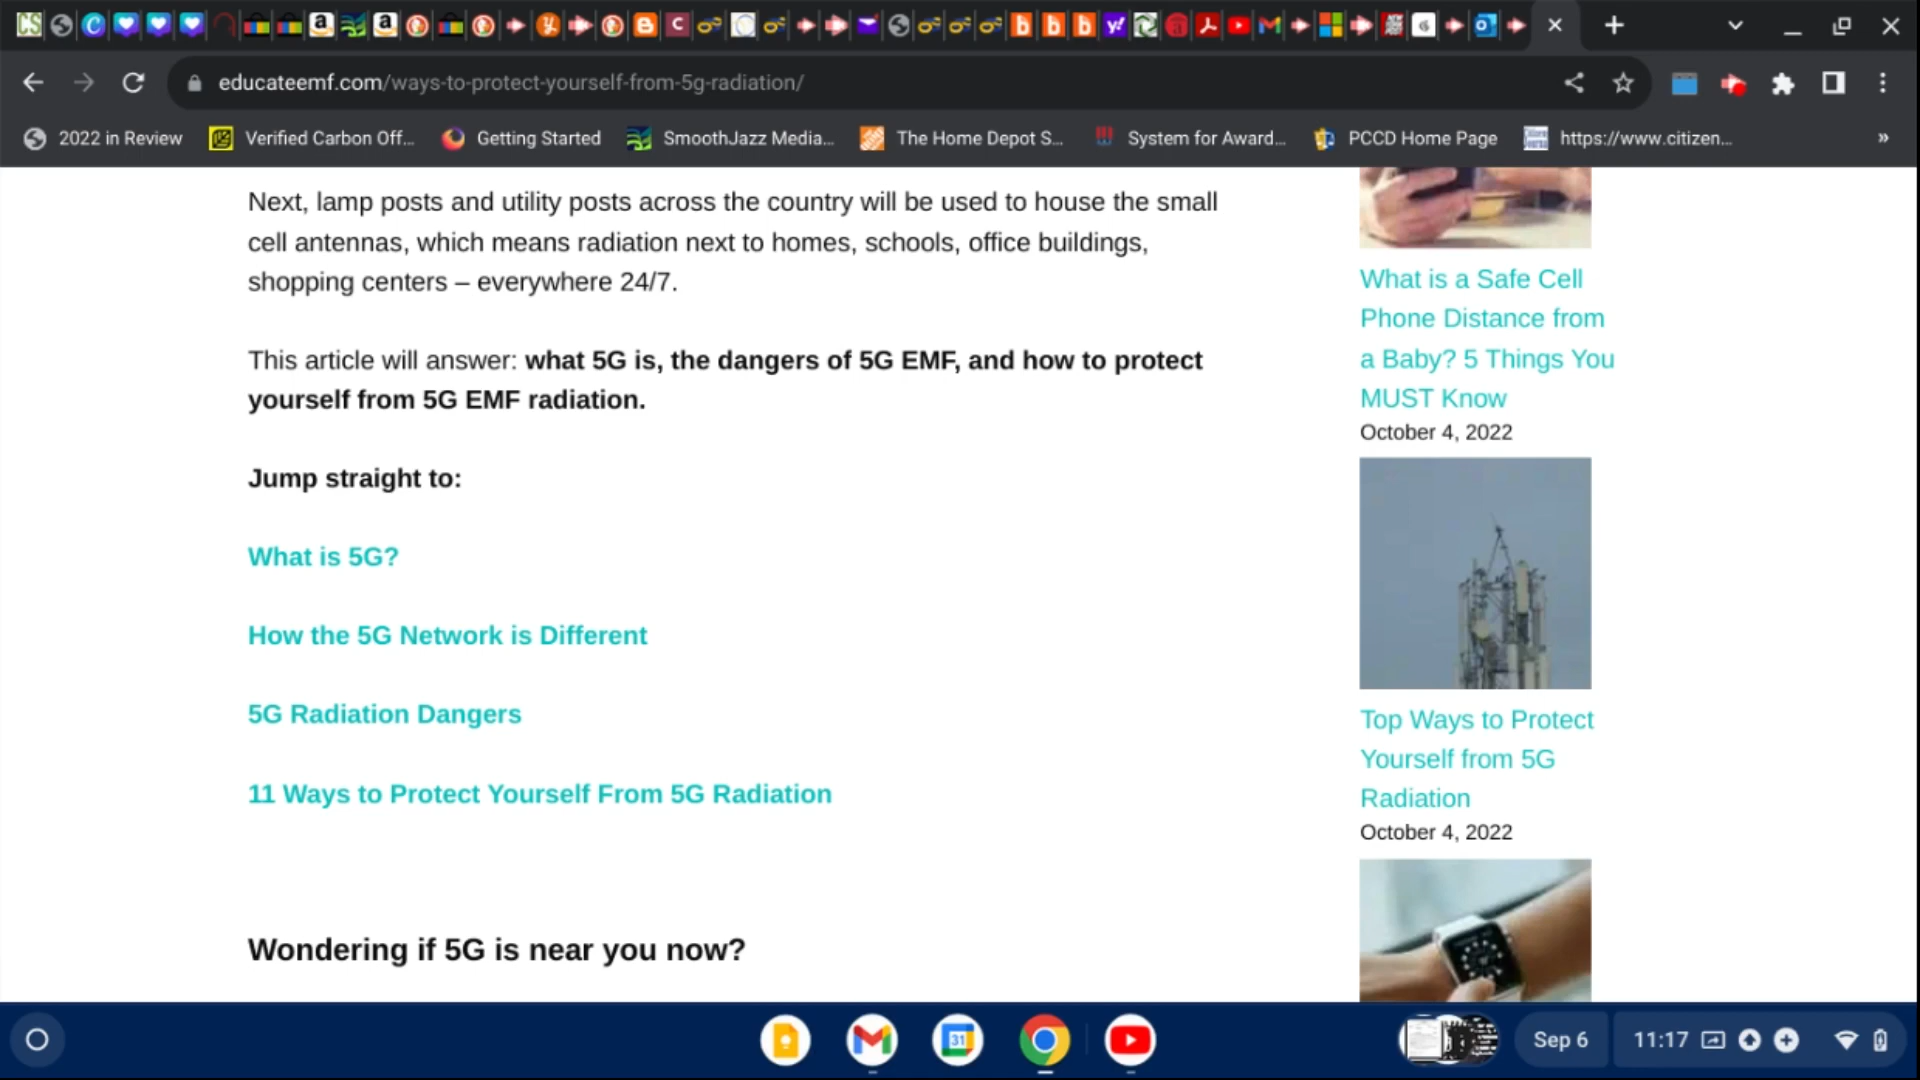 educateemf.com/ways-to-protect-yourself-from-5g-radiation/
2022 in Review
Verified Carbon Off...
Getting Started
SmoothJazz Media...
The Home Depot S...
System for Award...
PCCD Home Page
https://www.citizen...
»
Next, lamp posts and utility posts across the country will be used to house the small
cell antennas, which means radiation next to homes, schools, office buildings,
shopping centers – everywhere 24/7.
This article will answer: what 5G is, the dangers of 5G EMF, and how to protect
yourself from 5G EMF radiation.
Jump straight to:
What is 5G?
How the 5G Network is Different
5G Radiation Dangers
11 Ways to Protect Yourself From 5G Radiation
Wondering if 5G is near you now?
What is a Safe Cell
Phone Distance from
a Baby? 5 Things You
MUST Know
October 4, 2022
Top Ways to Protect
Yourself from 5G
Radiation
October 4, 2022
31
Sep 6
11:17